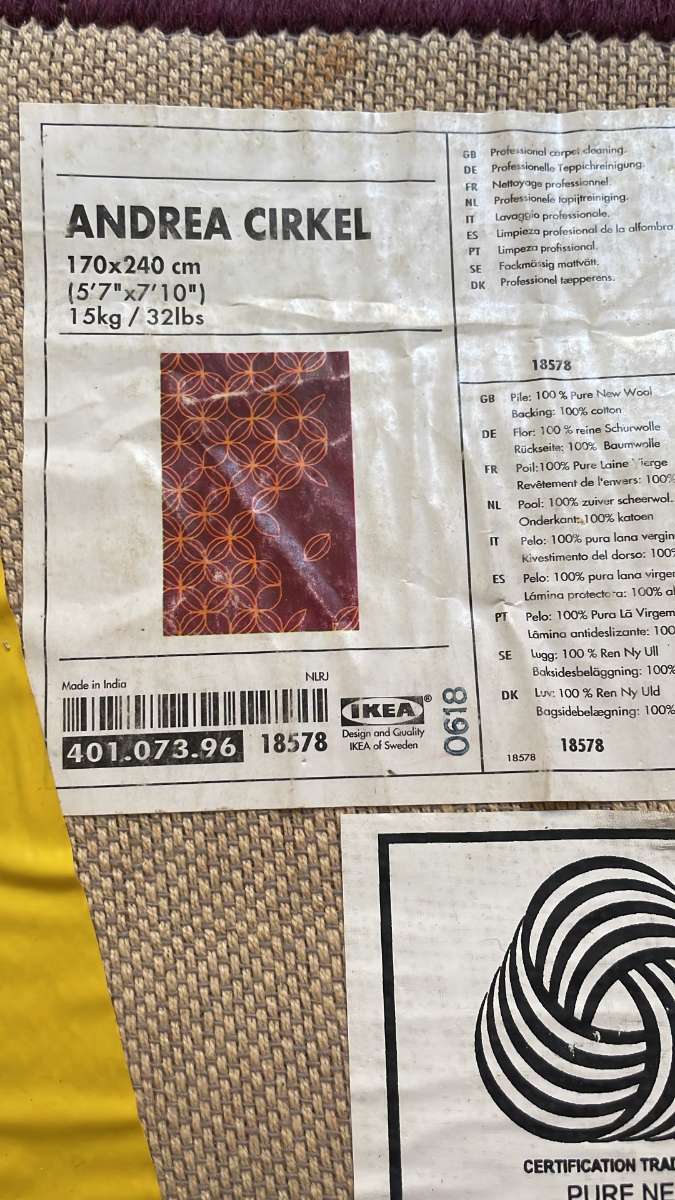 ANDREA CIRKEL
170x240 cm
(5'7"x7'10")
15kg / 32lbs
Made in India
NLRJ
401.073.96
18578
IKEA®
Design and Quality
IKEA of Sweden
0618
GB Professional carpet cleaning.
DE Professionelle Teppichreinigung.
FR Nettoyage professionnel.
NL Professionele tapijtreiniging.
IT Lavaggio professionale.
ES Limpieza profesional de la alfombra
PT Limpeza profissional.
SE Fackmässig mattvätt.
DK Professionel tæpperens.
18578
GB Pile: 100 % Pure New Wool
Backing: 100% cotton
DE Flor: 100 % reine Schurwolle
Rückseite: 100% Baumwolle
FR Poil:100% Pure Laine Vierge
Revêtement de l'envers: 100%
NL Pool: 100% zuiver scheerwol.
Onderkant: 100% katoen
IT Pelo: 100% pura lana vergin
Rivestimento del dorso: 100%
ES Pelo: 100% pura lana virger
Lámina protectora: 100% al
PT Pelo: 100% Pura Lã Virgem
Lâmina antideslizante: 100
SE Lugg: 100 % Ren Ny Ull
Baksidesbeläggning: 100%
DK Luv: 100 % Ren Ny Uld
Bagsidebelægning: 100%
18578
18578
CERTIFICATION TRAD
PURE NE